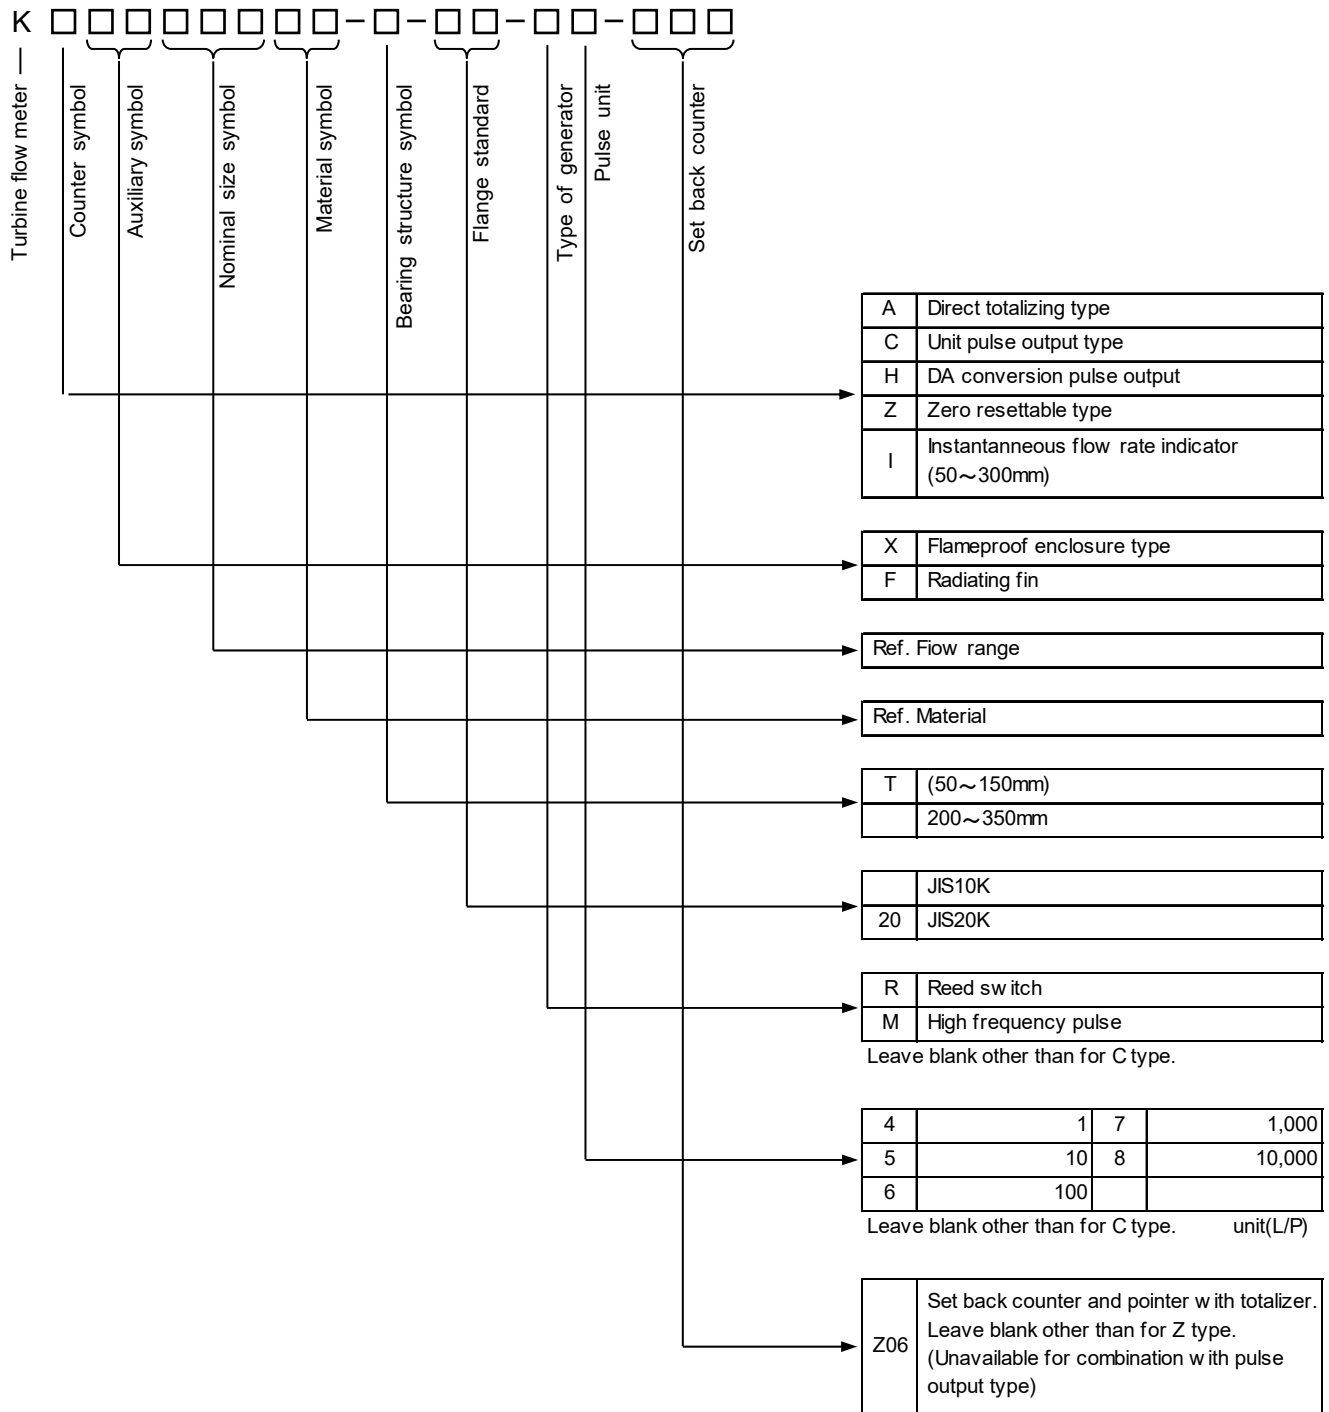 K □ □□ □□□ □□ - □ - □□ - □ □ - □□□
Turbine flow meter
Counter symbol
Auxiliary symbol
Nominal size symbol
Material symbol
Bearing structure symbol
Flange standard
Type of generator
Pulse unit
Set back counter
A Direct totalizing type
C Unit pulse output type
H DA conversion pulse output
Z Zero resettable type
I Instantanneous flow rate indicator
(50～300mm)
X Flameproof enclosure type
F Radiating fin
Ref. Fiow range
Ref. Material
T (50～150mm)
200～350mm
JIS10K
20 JIS20K
R Reed switch
M High frequency pulse
Leave blank other than for C type.
4 1 7 1,000
5 10 8 10,000
6 100
Leave blank other than for C type. unit(L/P)
Z06
Set back counter and pointer with totalizer.
Leave blank other than for Z type.
(Unavailable for combination with pulse
output type)